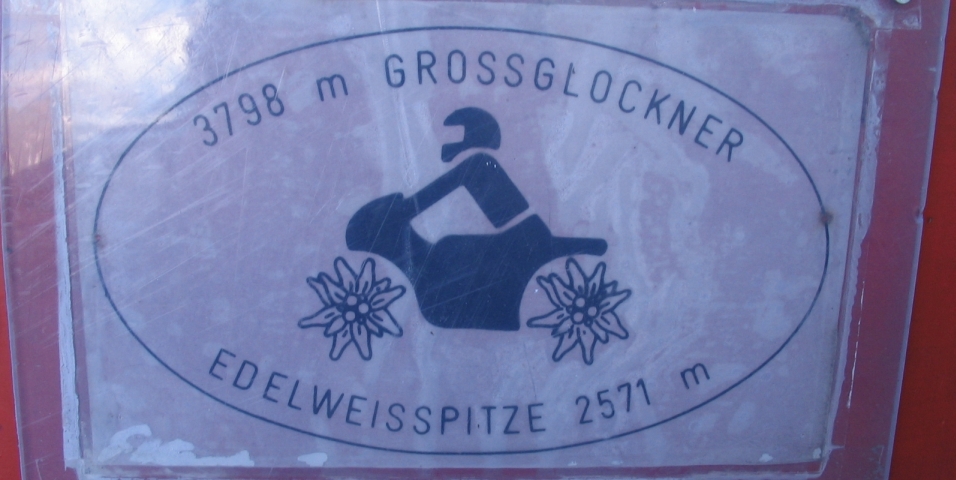 3798 m GROSSGLOCKNER
EDELWEISSPITZE 2571 m